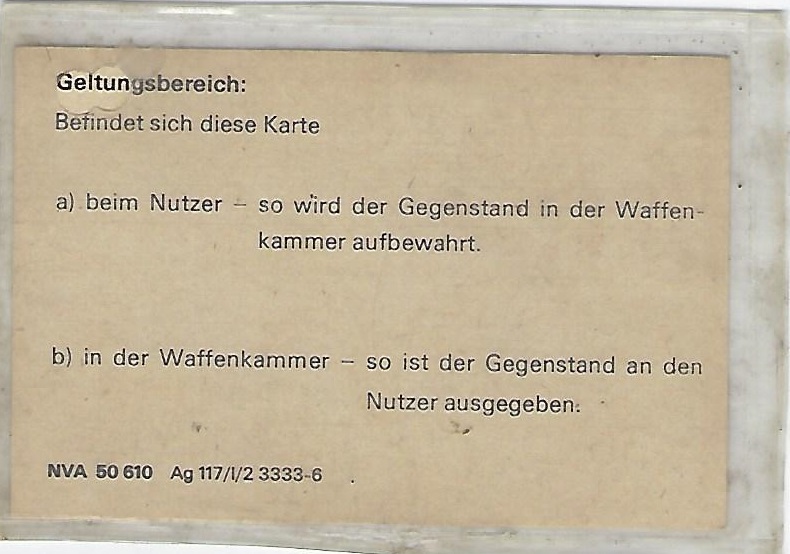 Geltungsbereich:
Befindet sich diese Karte
a) beim Nutzer – so wird der Gegenstand in der Waffen-
kammer aufbewahrt.
b) in der Waffenkammer – so ist der Gegenstand an den
Nutzer ausgegeben.
NVA 50 610 Ag 117/I/2 3333-6